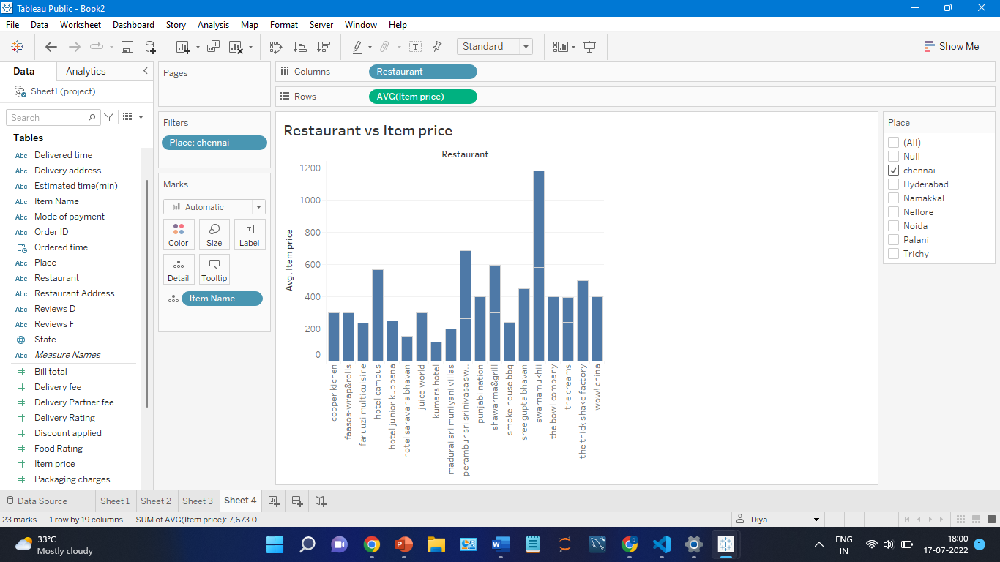 Tableau Public - Book2
File Data Worksheet Dashboard Story Analysis Map Format Server Window Help
Standard
Show Me
Data Analytics
Sheet1 (project)
Search
Tables
Abc Delivered time
Abc Delivery address
Abc Estimated time(min)
Abc Item Name
Abc Mode of payment
Abc Order ID
Ordered time
Abc Place
Abc Restaurant
Abc Restaurant Address
Abc Reviews D
Abc Reviews F
State
Abc Measure Names
# Bill total
# Delivery fee
# Delivery Partner fee
# Delivery Rating
# Discount applied
# Food Rating
# Item price
# Packaging charges
Pages
Filters
Place: chennai
Marks
Automatic
Color Size Label
Detail Tooltip
Item Name
Columns Restaurant
Rows AVG(Item price)
Restaurant vs Item price
Restaurant
Avg. Item price
1200
1000
800
600
400
200
0
copper kichen
faasos-wrap&rolls
faruuzi multicuisine
hotel campus
hotel junior kuppana
hotel saravana bhavan
juice world
kumars hotel
madurai sri muniyani villas
perambur sri srinivasa sw..
punjabi nation
shawarma&grill
smoke house bbq
sree gupta bhavan
swarnamukhii
the bowl company
the creams
the thick shake factory
wow! china
Place
(All)
Null
chennai
Hyderabad
Namakkal
Nellore
Noida
Palani
Trichy
Data Source Sheet 1 Sheet 2 Sheet 3 Sheet 4
23 marks 1 row by 19 columns SUM of AVG(Item price): 7,673.0
Diya
33°C
Mostly cloudy
ENG
IN
18:00
17-07-2022
1